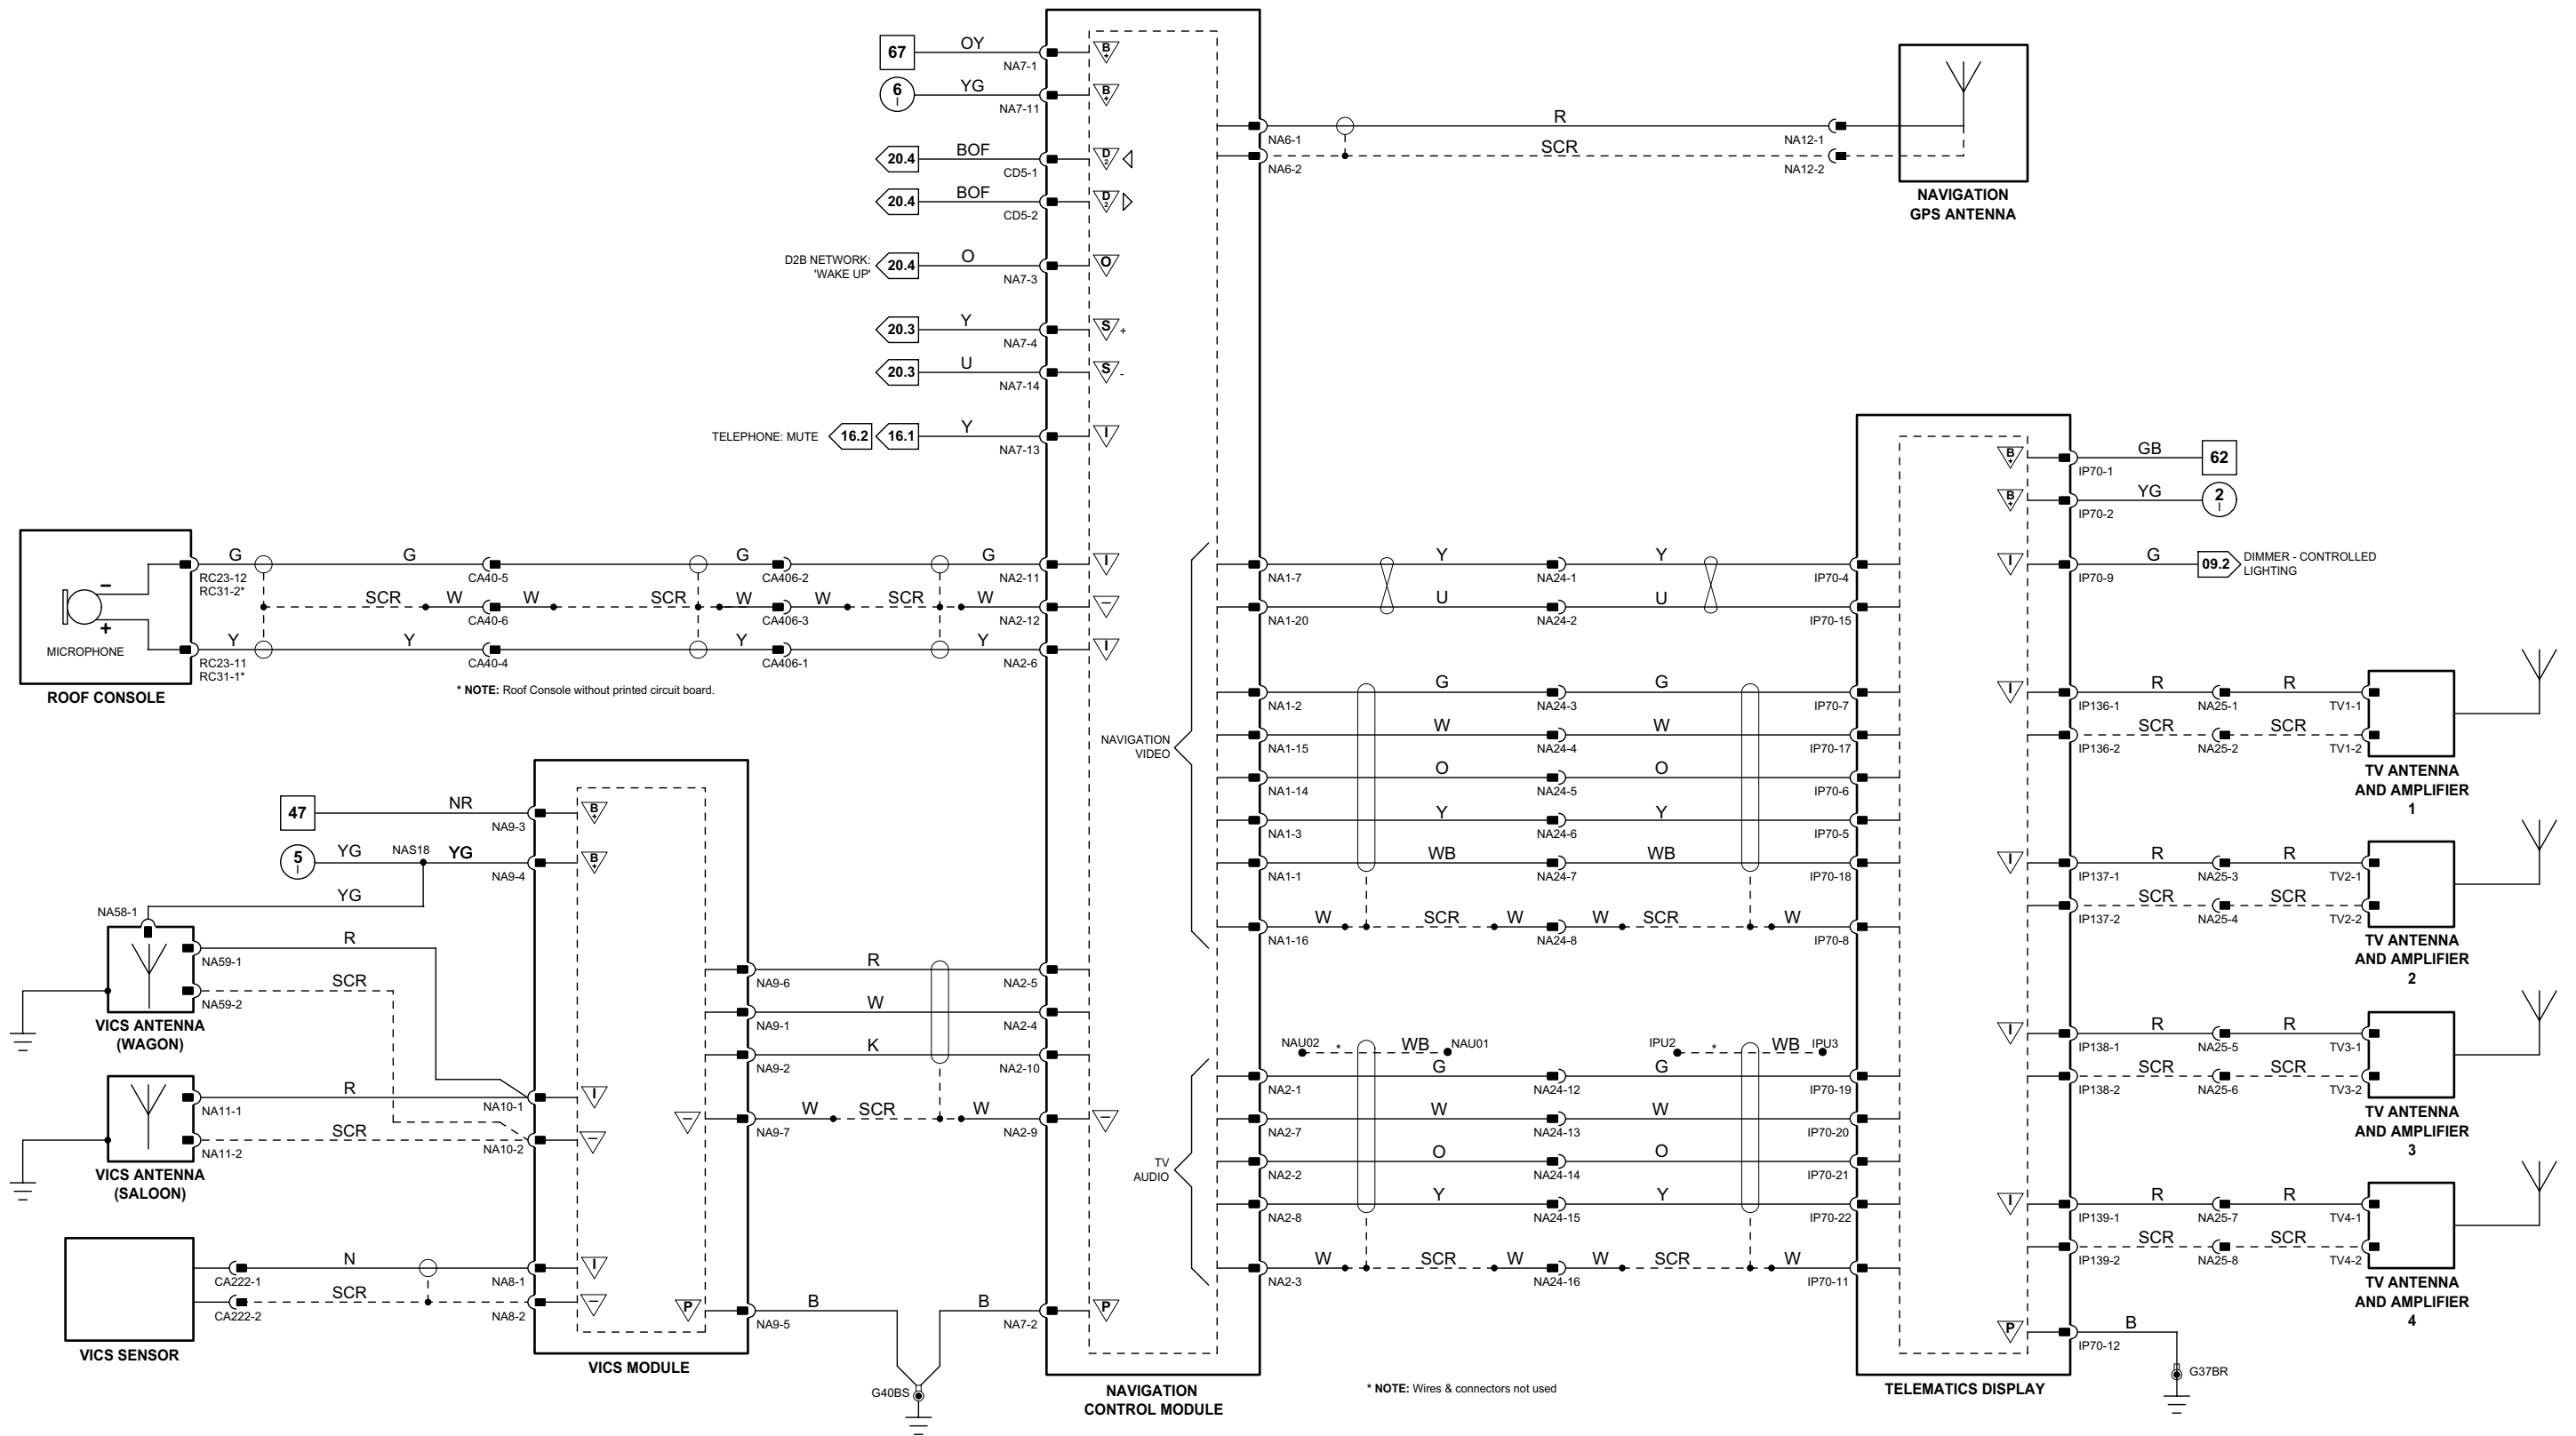 67
OY
NA7-1
B
+
6
I
YG
NA7-11
B
+
20.4
BOF
CD5-1
D
2
20.4
BOF
CD5-2
D
2
D2B NETWORK:
'WAKE UP'
20.4
O
NA7-3
O
20.3
Y
NA7-4
S
+
20.3
U
NA7-14
S
-
TELEPHONE: MUTE
16.2
16.1
Y
NA7-13
I
R
NA6-1
NA12-1
SCR
NA6-2
NA12-2
NAVIGATION
GPS ANTENNA
−
+
MICROPHONE
ROOF CONSOLE
G
G
G
G
RC23-12
RC31-2*
CA40-5
CA406-2
NA2-11
I
SCR
W
W
SCR
W
W
SCR
W
CA40-6
CA406-3
NA2-12
−
Y
Y
Y
Y
RC23-11
RC31-1*
CA40-4
CA406-1
NA2-6
I
* NOTE: Roof Console without printed circuit board.
47
NR
NA9-3
B
+
5
I
YG
NAS18
YG
NA9-4
B
+
YG
NA58-1
R
NA59-1
SCR
NA59-2
VICS ANTENNA
(WAGON)
R
NA11-1
NA10-1
I
SCR
NA11-2
NA10-2
−
VICS ANTENNA
(SALOON)
N
CA222-1
NA8-1
I
SCR
CA222-2
NA8-2
−
VICS SENSOR
VICS MODULE
R
NA9-6
NA2-5
W
NA9-1
NA2-4
K
NA9-2
NA2-10
−
W
SCR
W
NA9-7
NA2-9
−
P
B
NA9-5
B
NA7-2
P
G40BS
NAVIGATION
CONTROL MODULE
NAVIGATION
VIDEO
Y
Y
NA1-7
NA24-1
IP70-4
U
U
NA1-20
NA24-2
IP70-15
G
G
NA1-2
NA24-3
IP70-7
W
W
NA1-15
NA24-4
IP70-17
O
O
NA1-14
NA24-5
IP70-6
Y
Y
NA1-3
NA24-6
IP70-5
WB
WB
NA1-1
NA24-7
IP70-18
W
SCR
W
W
SCR
W
NA1-16
NA24-8
IP70-8
TV
AUDIO
NAU02
*
WB
NAU01
IPU2
*
WB
IPU3
G
G
NA2-1
NA24-12
IP70-19
W
W
NA2-7
NA24-13
IP70-20
O
O
NA2-2
NA24-14
IP70-21
Y
Y
NA2-8
NA24-15
IP70-22
W
SCR
W
W
SCR
W
NA2-3
NA24-16
IP70-11
* NOTE: Wires & connectors not used
B
+
GB
62
IP70-1
B
+
YG
2
I
IP70-2
I
G
09.2
DIMMER - CONTROLLED
LIGHTING
IP70-9
I
R
R
IP136-1
NA25-1
TV1-1
SCR
SCR
IP136-2
NA25-2
TV1-2
TV ANTENNA
AND AMPLIFIER
1
I
R
R
IP137-1
NA25-3
TV2-1
SCR
SCR
IP137-2
NA25-4
TV2-2
TV ANTENNA
AND AMPLIFIER
2
I
R
R
IP138-1
NA25-5
TV3-1
SCR
SCR
IP138-2
NA25-6
TV3-2
TV ANTENNA
AND AMPLIFIER
3
I
R
R
IP139-1
NA25-7
TV4-1
SCR
SCR
IP139-2
NA25-8
TV4-2
TV ANTENNA
AND AMPLIFIER
4
P
B
IP70-12
G37BR
TELEMATICS DISPLAY